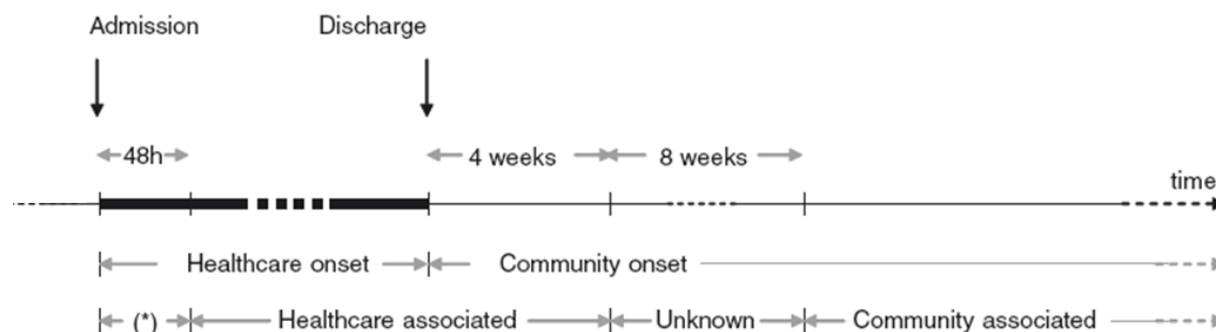 Admission Discharge
48h 4 weeks 8 weeks
time
Healthcare onset Community onset
(*) Healthcare associated Unknown Community associated